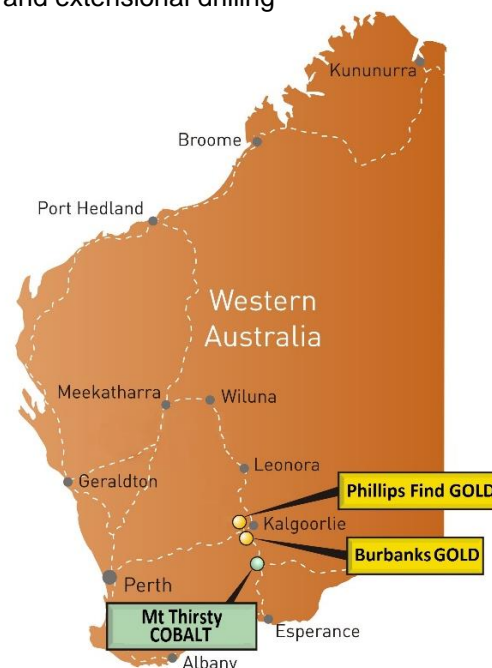 and extensional drilling
Kununurra
Broome
Port Hedland
Western
Australia
Meekatharra
Wiluna
Leonora
Geraldton
Phillips Find GOLD
Kalgoorlie
Burbanks GOLD
Perth
Mt Thirsty
COBALT
Esperance
Albany